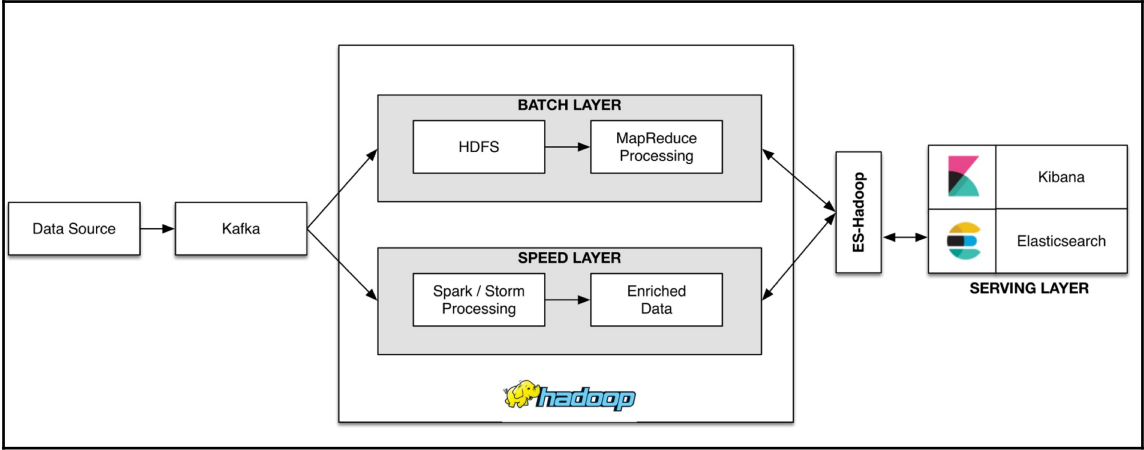 BATCH LAYER
HDFS
MapReduce
Processing
Data Source
Kafka
SPEED LAYER
Spark / Storm
Processing
Enriched
Data
hadoop
ES-Hadoop
Kibana
Elasticsearch
SERVING LAYER